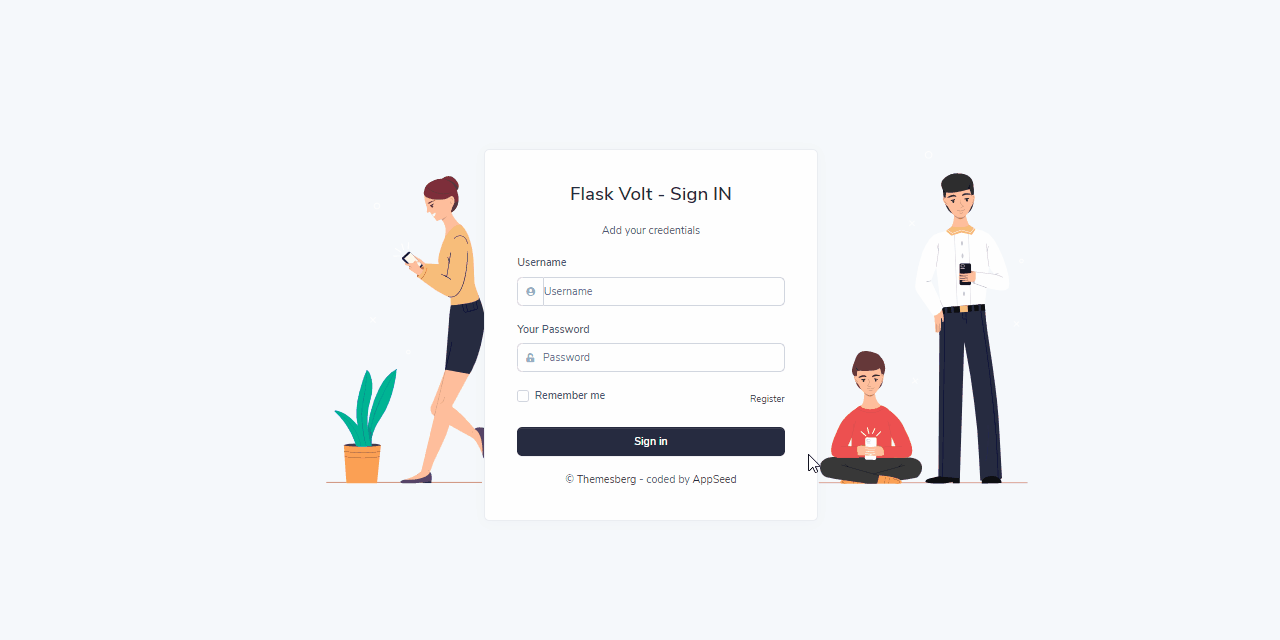 Flask Volt - Sign IN
Add your credentials
Username
Username
Your Password
Password
Remember me
Register
Sign in
© Themesberg - coded by AppSeed